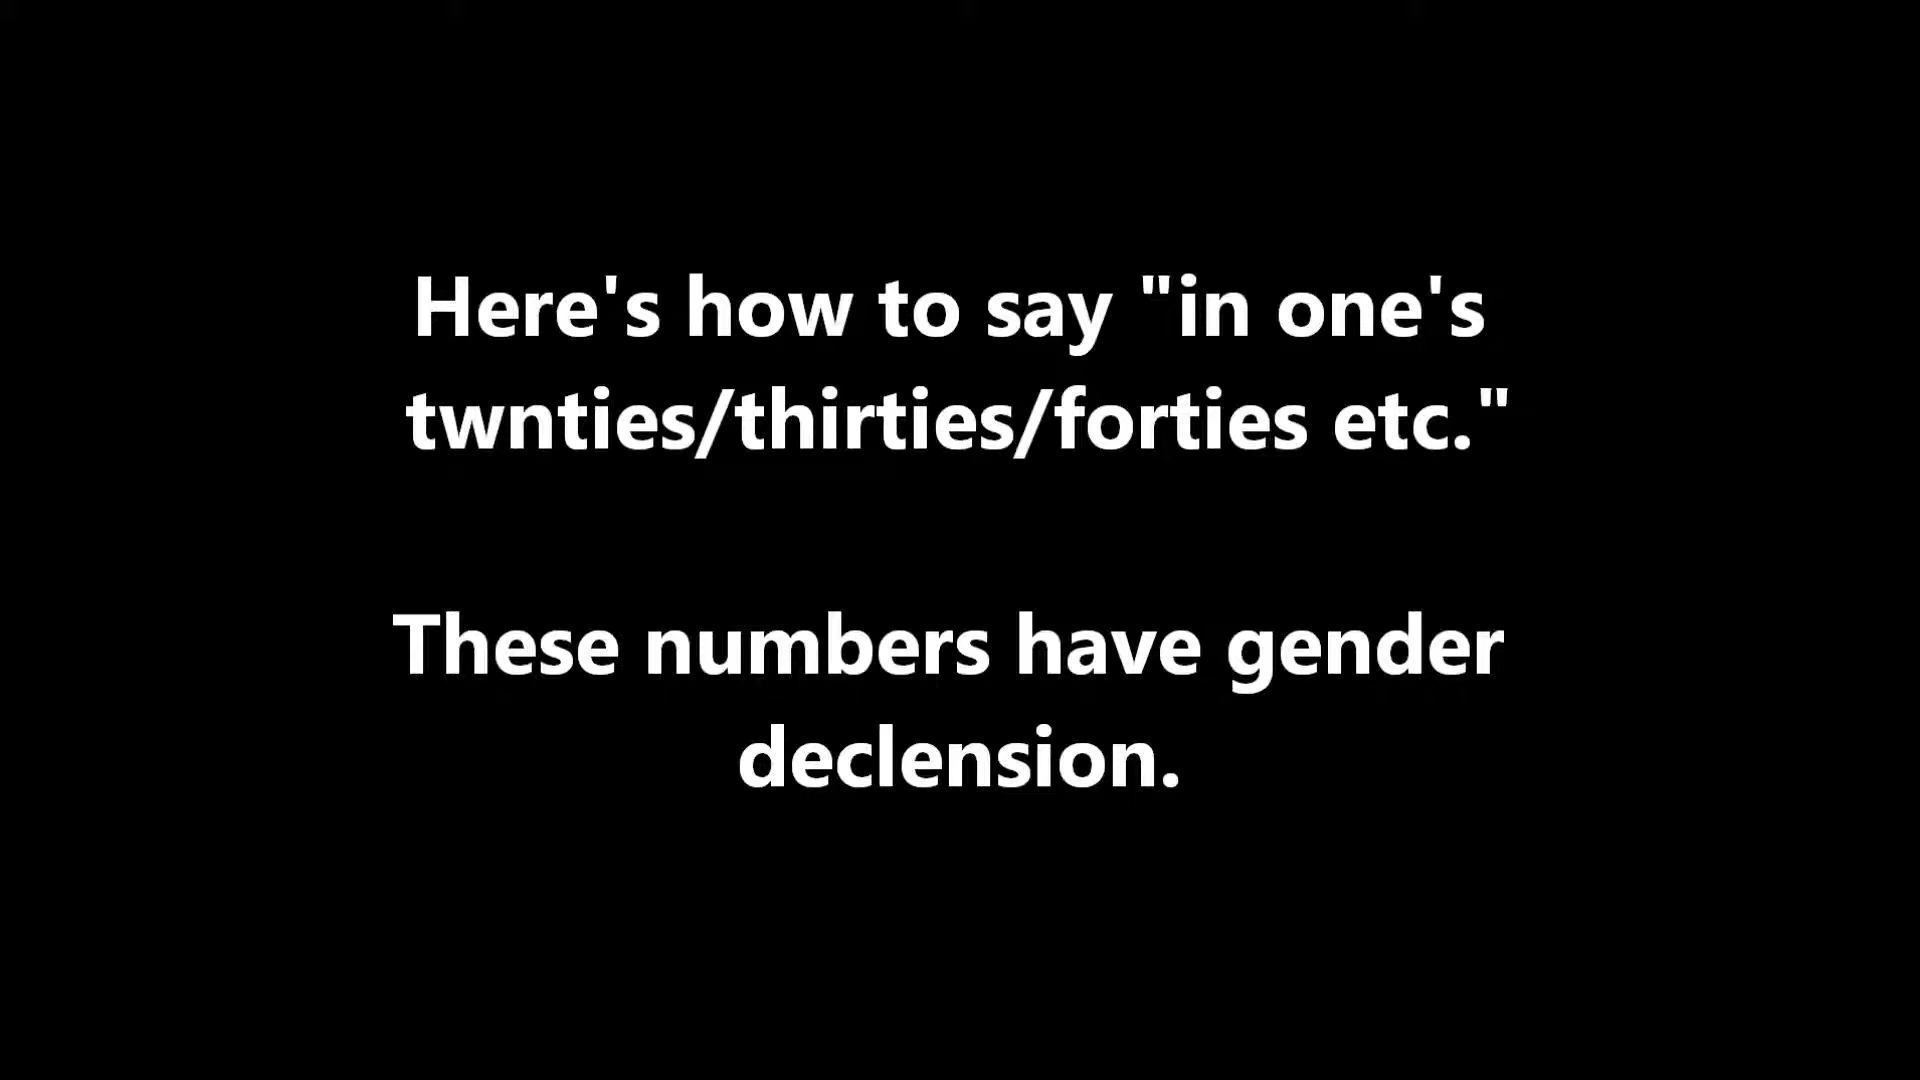 Here's how to say "in one's
twnties/thirties/forties etc."
These numbers have gender
declension.